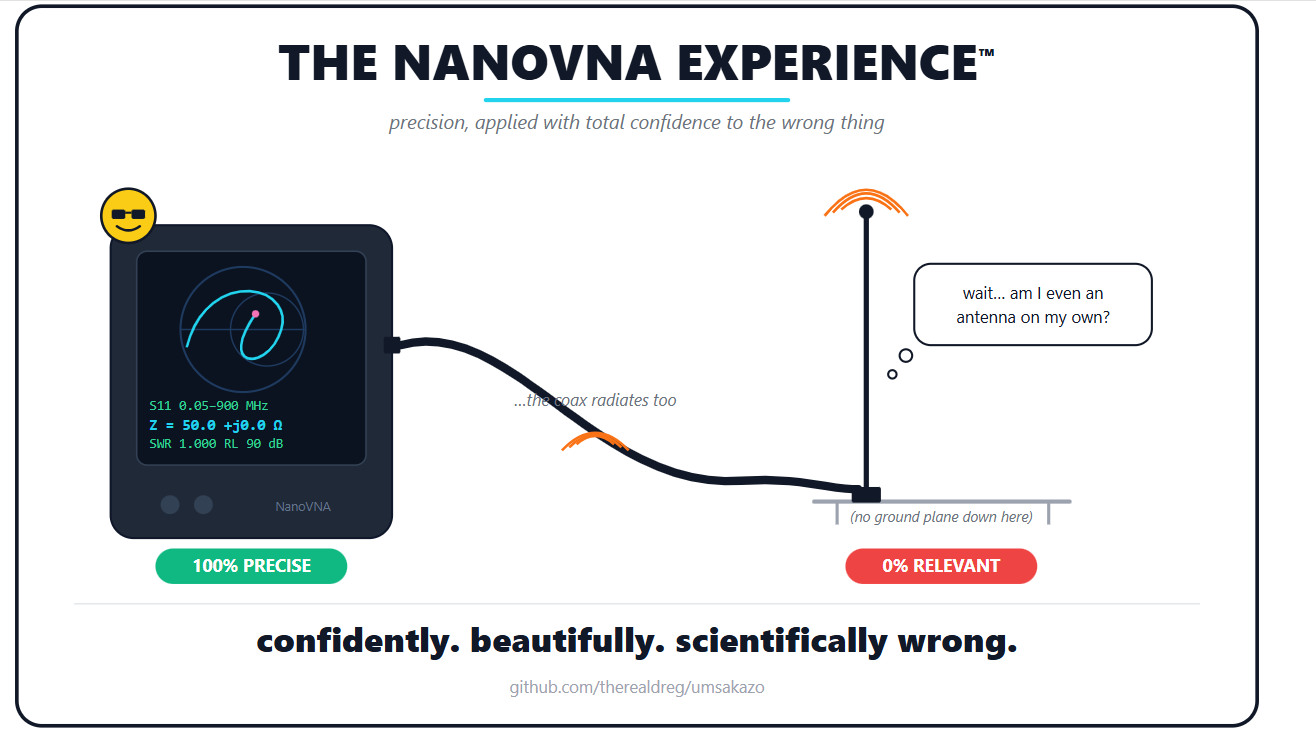 THE NANOVNA EXPERIENCE™
precision, applied with total confidence to the wrong thing
wait... am I even an
antenna on my own?
...the coax radiates too
S11 0.05–900 MHz
Z = 50.0 +j0.0 Ω
SWR 1.000 RL 90 dB
NanoVNA
(no ground plane down here)
100% PRECISE
0% RELEVANT
confidently. beautifully. scientifically wrong.
github.com/therealdreg/umsakazo